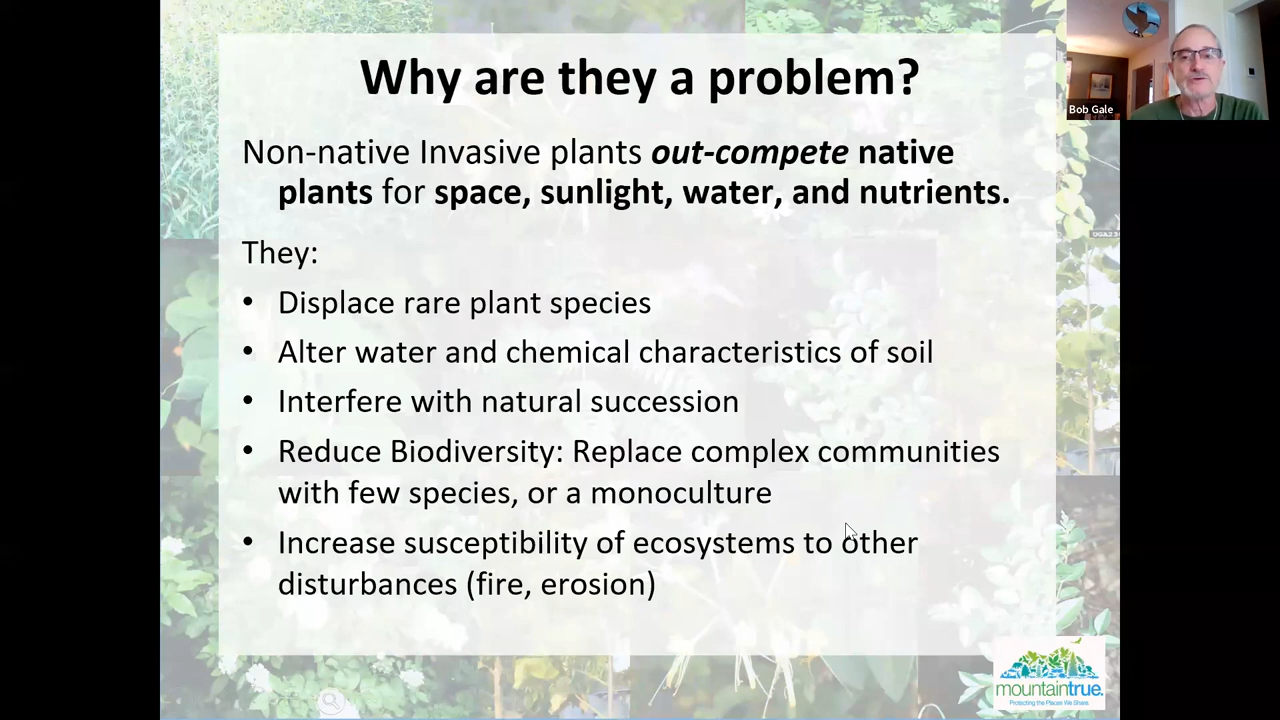 Why are they a problem?
Bob Gale
Non-native Invasive plants out-compete native
plants for space, sunlight, water, and nutrients.
They:
• Displace rare plant species
• Alter water and chemical characteristics of soil
• Interfere with natural succession
• Reduce Biodiversity: Replace complex communities
with few species, or a monoculture
• Increase susceptibility of ecosystems to other
disturbances (fire, erosion)
mountaintrue.
Protecting the Places We Share